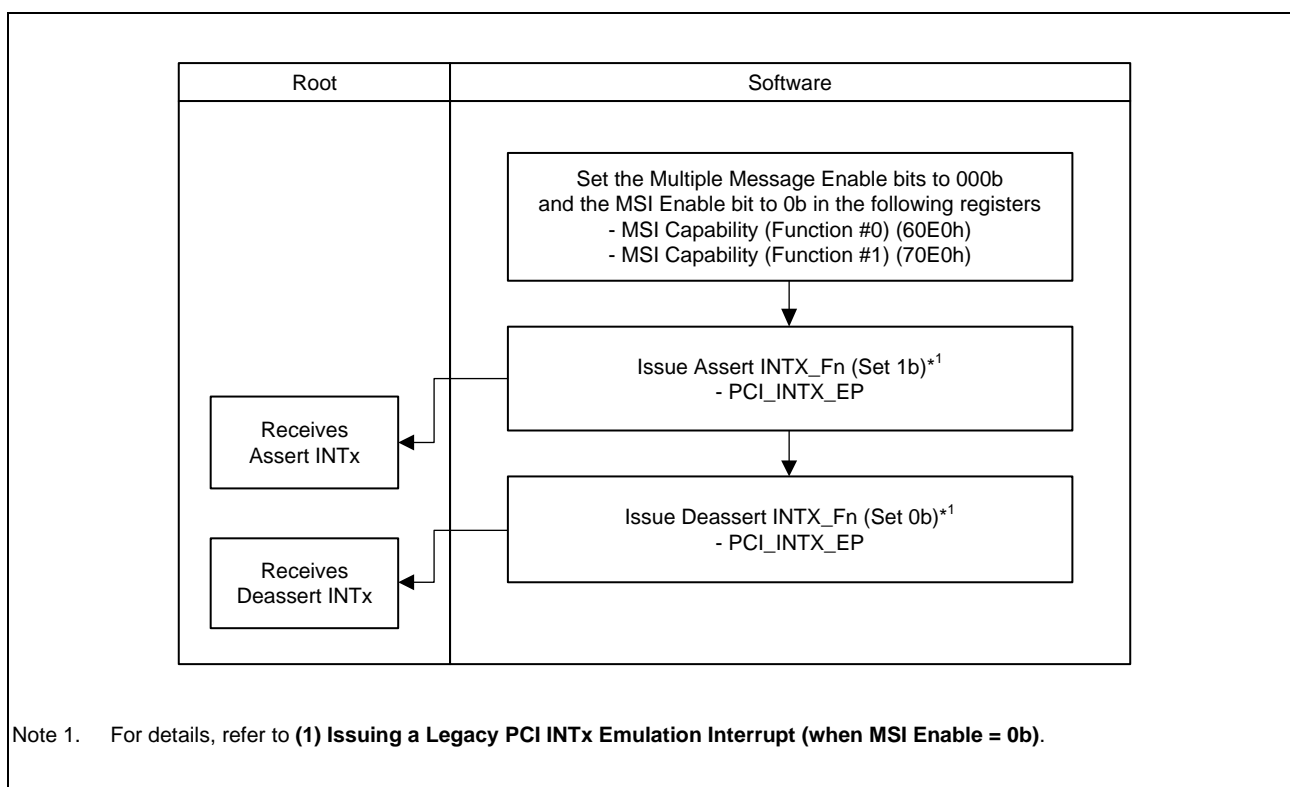 Root
Software
Set the Multiple Message Enable bits to 000b
and the MSI Enable bit to 0b in the following registers
- MSI Capability (Function #0) (60E0h)
- MSI Capability (Function #1) (70E0h)
Issue Assert INTX_Fn (Set 1b)*1
- PCI_INTX_EP
Receives
Assert INTx
Issue Deassert INTX_Fn (Set 0b)*1
- PCI_INTX_EP
Receives
Deassert INTx
Note 1. For details, refer to (1) Issuing a Legacy PCI INTx Emulation Interrupt (when MSI Enable = 0b).